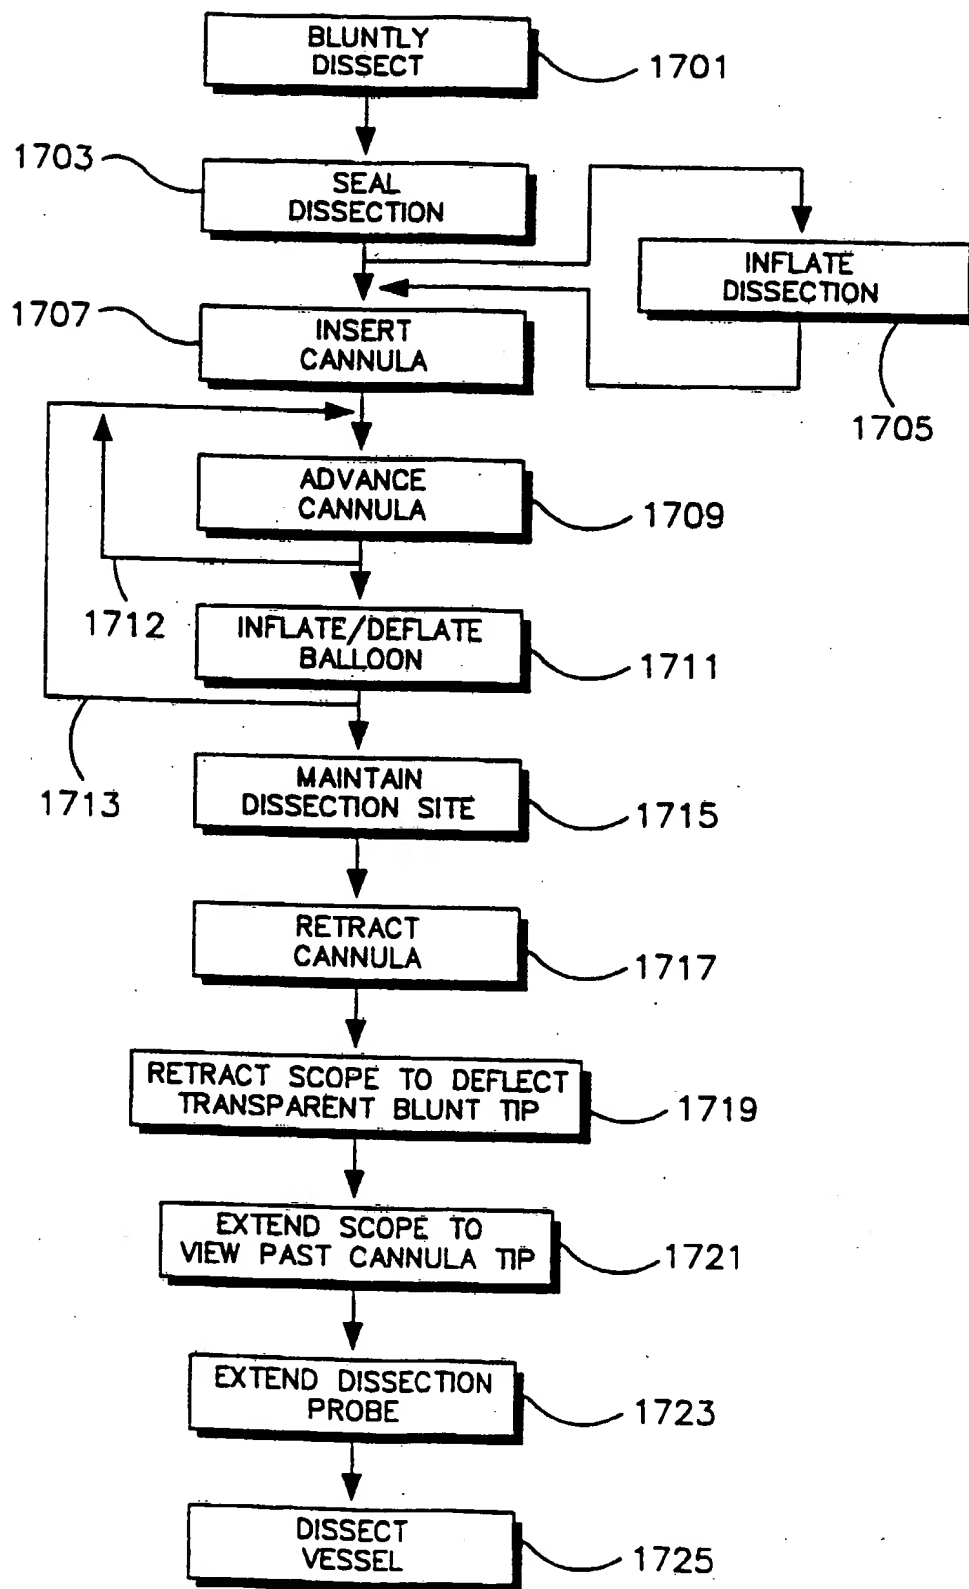 BLUNTLY
DISSECT
1701
1703
SEAL
DISSECTION
INFLATE
DISSECTION
1705
1707
INSERT
CANNULA
ADVANCE
CANNULA
1709
1712
INFLATE/DEFLATE
BALLOON
1711
1713
MAINTAIN
DISSECTION SITE
1715
RETRACT
CANNULA
1717
RETRACT SCOPE TO DEFLECT
TRANSPARENT BLUNT TIP
1719
EXTEND SCOPE TO
VIEW PAST CANNULA TIP
1721
EXTEND DISSECTION
PROBE
1723
DISSECT
VESSEL
1725